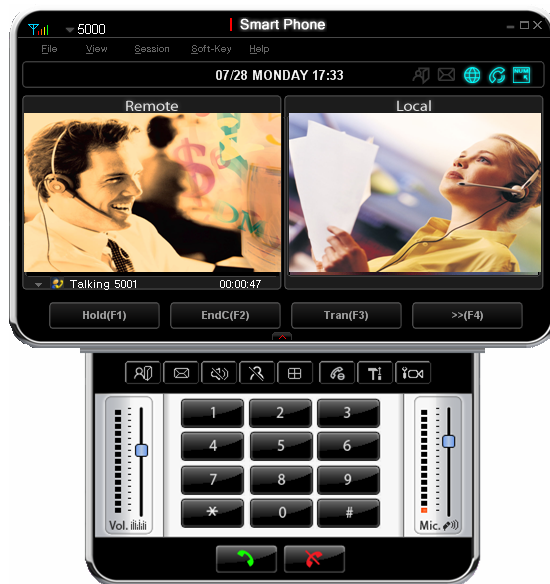 5000
Smart Phone
File View Session Soft-Key Help
07/28 MONDAY 17:33
NUM
Remote
Local
$
.COM
Talking 5001 00:00:47
Hold(F1) EndC(F2) Tran(F3) >>(F4)
1 2 3
4 5 6
7 8 9
* 0 #
Vol.
Mic.